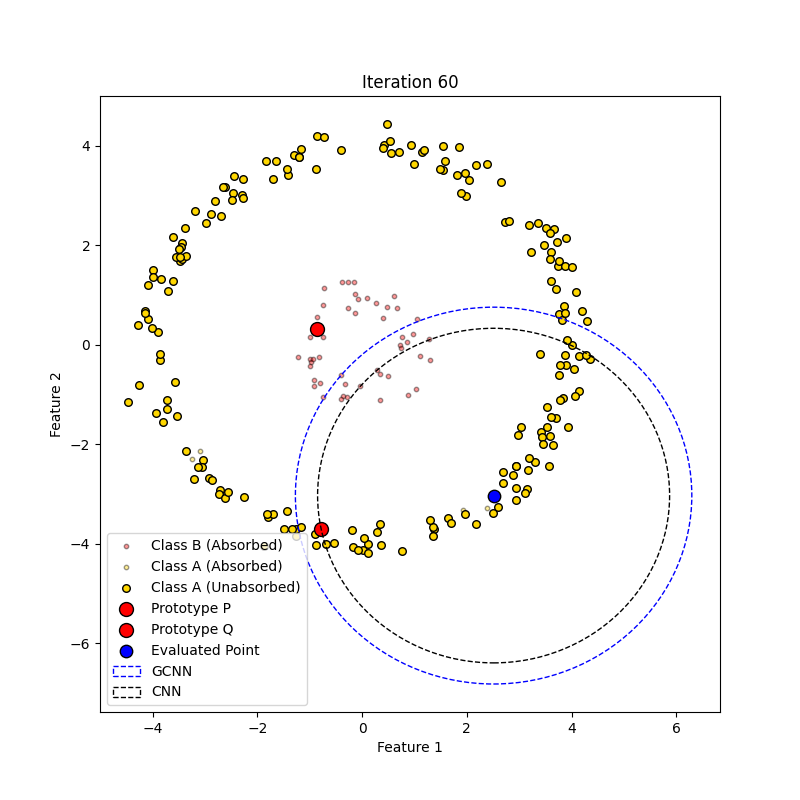 Iteration 60
Feature 2
4
2
0
−2
−4
−6
Class B (Absorbed)
Class A (Absorbed)
Class A (Unabsorbed)
Prototype P
Prototype Q
Evaluated Point
GCNN
CNN
−4 −2 0 2 4 6
Feature 1